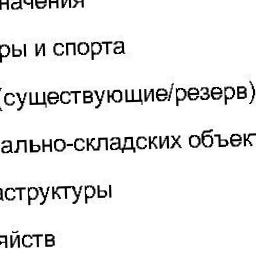 начения
ры и спорта
(существующие/резерв)
ально-складских объект
аструктуры
яйств